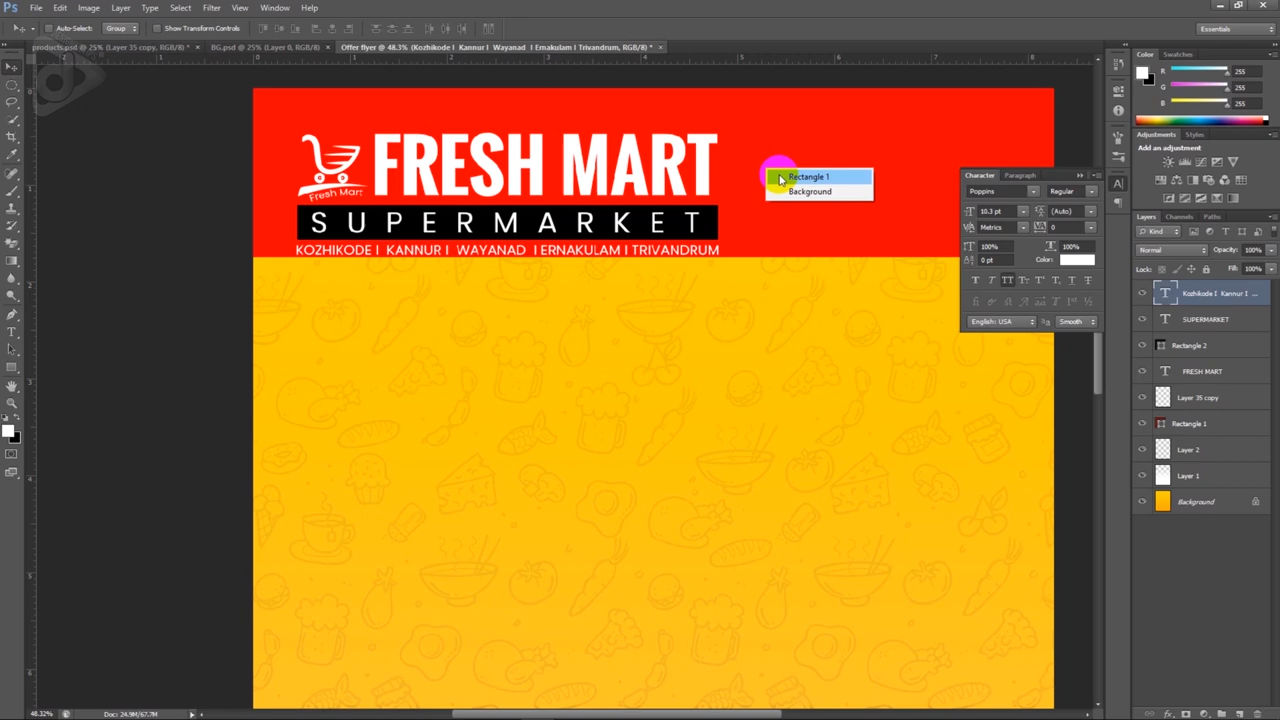 Ps File Edit Image Layer Type Select Filter View Window Help
Auto-Select: Group Show Transform Controls Essentials
products.psd @ 25% (Layer 35 copy, RGB/8) * × BG.psd @ 25% (Layer 0, RGB/8) × Offer flyer @ 48.3% (Kozhikode I Kannur I Wayanad I Ernakulam I Trivandrum, RGB/8) * ×
Color Swatches
R 255
G 255
B 255
Adjustments Styles
Add an adjustment
FRESH MART
Fresh Mart
SUPERMARKET
KOZHIKODE I KANNUR I WAYANAD I ERNAKULAM I TRIVANDRUM
Rectangle 1
Background
Character Paragraph
Poppins Regular
10.3 pt (Auto)
Metrics 0
100% 100%
0 pt Color:
English: USA Smooth
Layers Channels Paths
Kind
Normal Opacity: 100%
Lock: Fill: 100%
Kozhikode I Kannur I ...
SUPERMARKET
Rectangle 2
FRESH MART
Layer 35 copy
Rectangle 1
Layer 2
Layer 1
Background
48.32% Doc: 24.9M/67.7M